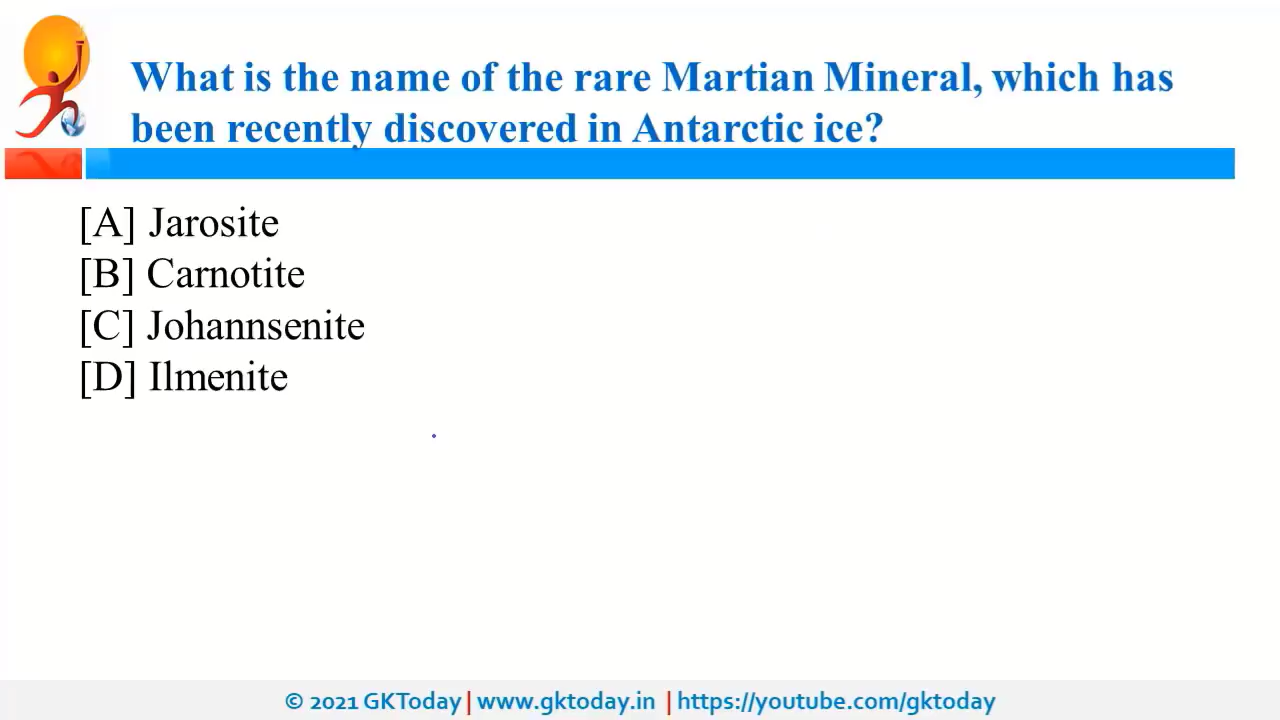 What is the name of the rare Martian Mineral, which has
been recently discovered in Antarctic ice?
[A] Jarosite
[B] Carnotite
[C] Johannsenite
[D] Ilmenite
© 2021 GKToday | www.gktoday.in | https://youtube.com/gktoday